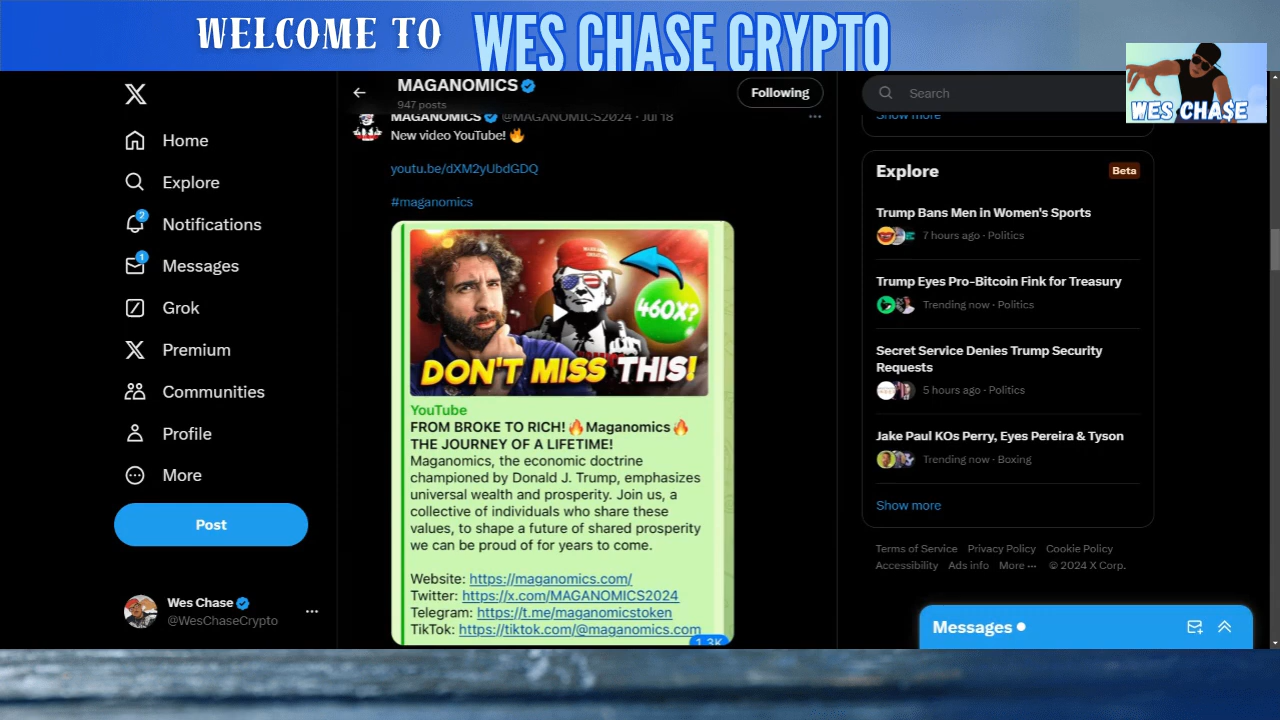 WELCOME TO WES CHASE CRYPTO
WES CHASE
MAGANOMICS
947 posts
Following
Search
Home
Explore
2
Notifications
1
Messages
Grok
Premium
Communities
Profile
More
Post
Wes Chase
@WesChaseCrypto
MAGANOMICS @MAGANOMICS2024 · Jul 18
New video YouTube! 🔥
youtu.be/dXM2yUbdGDQ
#maganomics
460X?
DON'T MISS THIS!
YouTube
FROM BROKE TO RICH! 🔥Maganomics🔥
THE JOURNEY OF A LIFETIME!
Maganomics, the economic doctrine
championed by Donald J. Trump, emphasizes
universal wealth and prosperity. Join us, a
collective of individuals who share these
values, to shape a future of shared prosperity
we can be proud of for years to come.
Website: https://maganomics.com/
Twitter: https://x.com/MAGANOMICS2024
Telegram: https://t.me/maganomicstoken
TikTok: https://tiktok.com/@maganomics.com
1.3K
Show more
Explore
Beta
Trump Bans Men in Women's Sports
7 hours ago · Politics
Trump Eyes Pro-Bitcoin Fink for Treasury
Trending now · Politics
Secret Service Denies Trump Security
Requests
5 hours ago · Politics
Jake Paul KOs Perry, Eyes Pereira & Tyson
Trending now · Boxing
Show more
Terms of Service Privacy Policy Cookie Policy
Accessibility Ads info More ··· © 2024 X Corp.
Messages